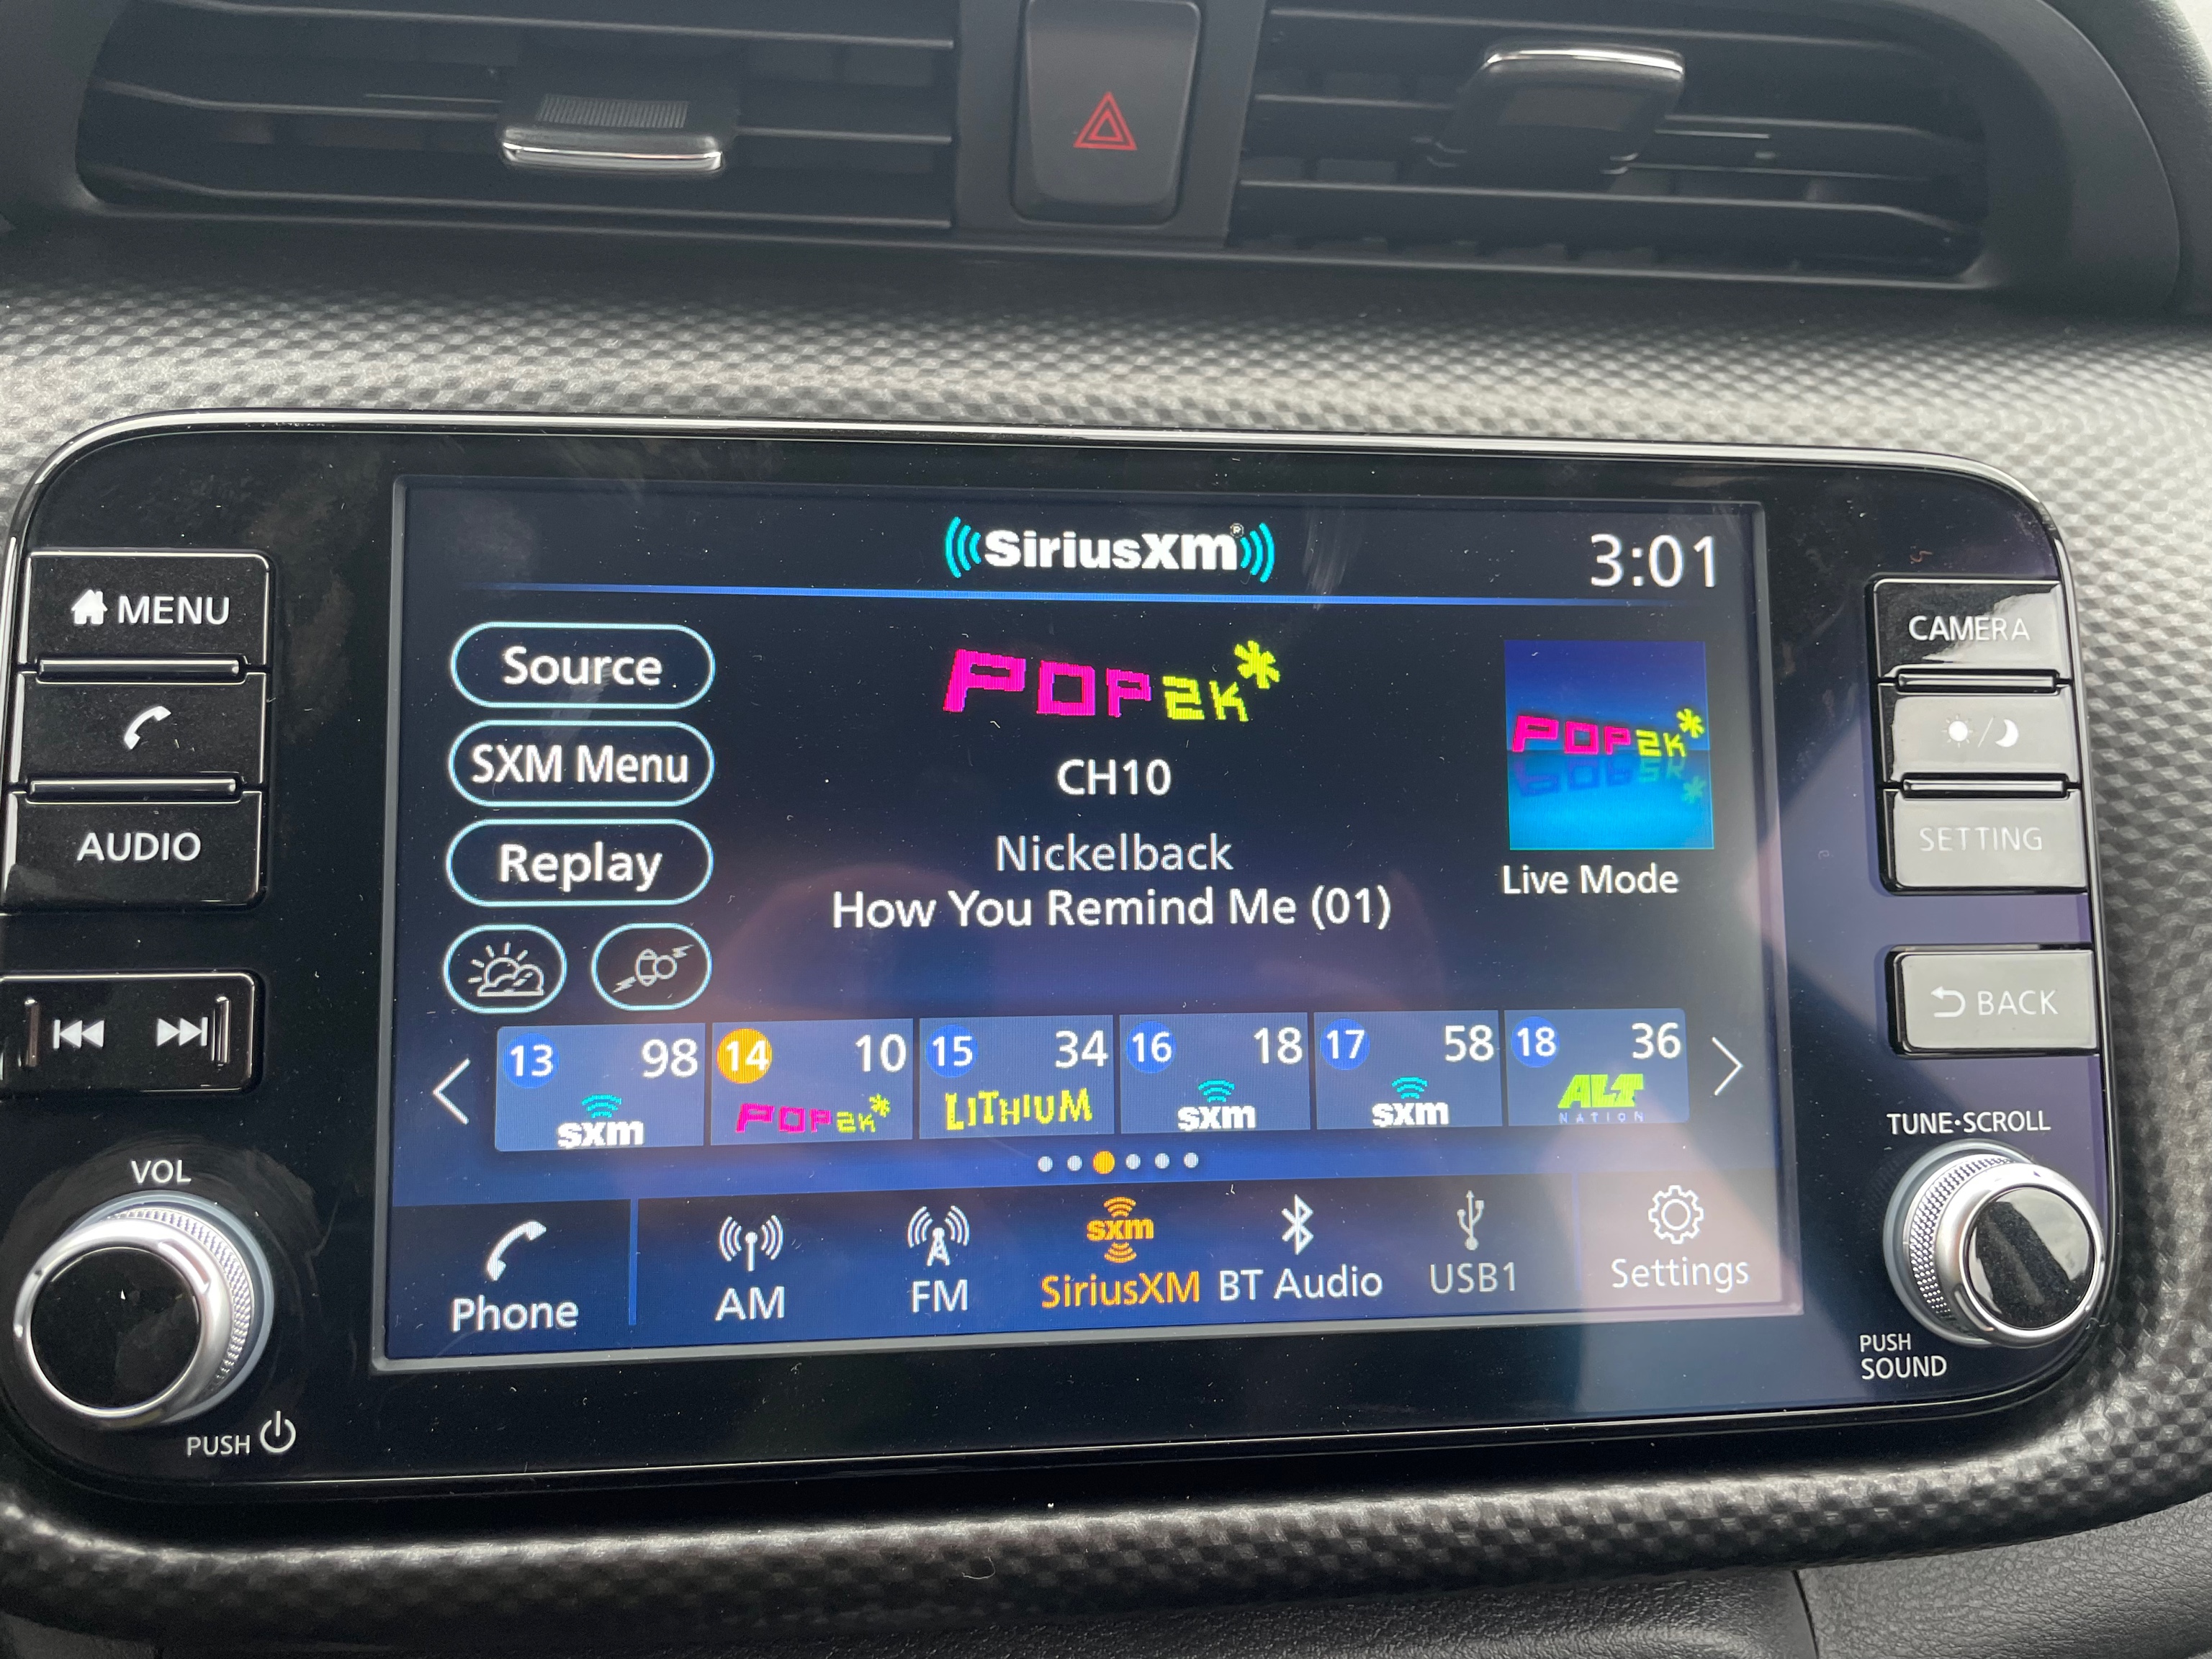 SiriusXM®
3:01
MENU
AUDIO
VOL
PUSH
Source
SXM Menu
Replay
POP2K*
CH10
Nickelback
How You Remind Me (01)
POP2K*
Live Mode
13 98
sxm
14 10
POP2K*
15 34
LITHIUM
16 18
sxm
17 58
sxm
18 36
ALT
NATION
Phone
AM
FM
sxm
SiriusXM
BT Audio
USB1
Settings
CAMERA
SETTING
BACK
TUNE•SCROLL
PUSH
SOUND